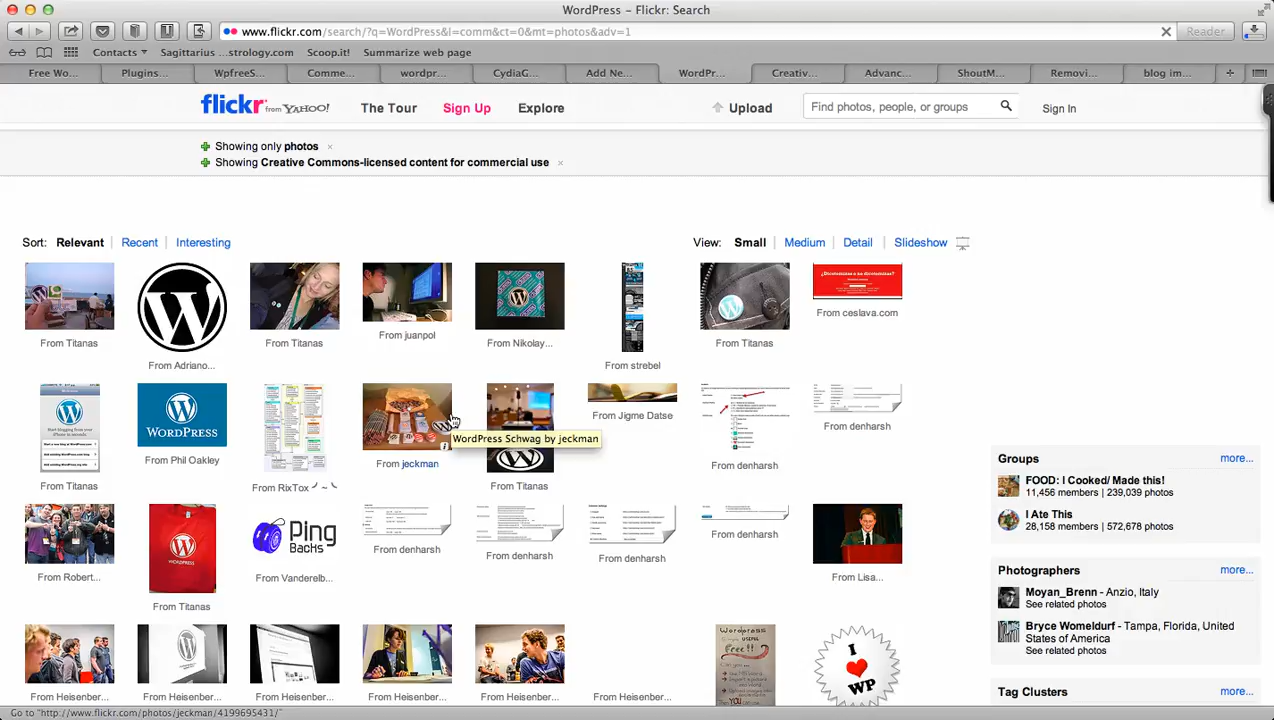 WordPress – Flickr: Search
www.flickr.com/search/?q=WordPress&l=comm&ct=0&mt=photos&adv=1
Reader
Contacts
Sagittarius ...strology.com
Scoop.it!
Summarize web page
Free Wo...
Plugins...
WpfreeS...
Comme...
wordpr...
CydiaG...
Add Ne...
WordPr...
Creativ...
Advanc...
ShoutM...
Removi...
blog im...
flickr from YAHOO!
The Tour
Sign Up
Explore
Upload
Find photos, people, or groups
Sign In
Showing only photos ×
Showing Creative Commons-licensed content for commercial use ×
Sort: Relevant | Recent | Interesting
View: Small | Medium | Detail | Slideshow
From Titanas
From Adriano...
From Titanas
From juanpol
From Nikolay...
From strebel
From Titanas
From ceslava.com
WORDPRESS
From Titanas
From Phil Oakley
From RixTox
From jeckman
WordPress Schwag by jeckman
From Titanas
From Jigme Datse
From denharsh
From denharsh
Ping
Backs
WORDPRESS
From Robert...
From Titanas
From Vanderelb...
From denharsh
From denharsh
From denharsh
From denharsh
From Lisa...
Wordpress
I
WP
From Heisenber...
From Heisenber...
From Heisenber...
From Heisenber...
From Heisenber...
From Heisenber...
Groups
more...
FOOD: I Cooked/ Made this!
11,456 members | 239,039 photos
I Ate This
28,158 members | 572,678 photos
Photographers
more...
Moyan_Brenn - Anzio, Italy
See related photos
Bryce Womeldurf - Tampa, Florida, United
States of America
See related photos
Tag Clusters
more...
Go to "http://www.flickr.com/photos/jeckman/4199695431/"